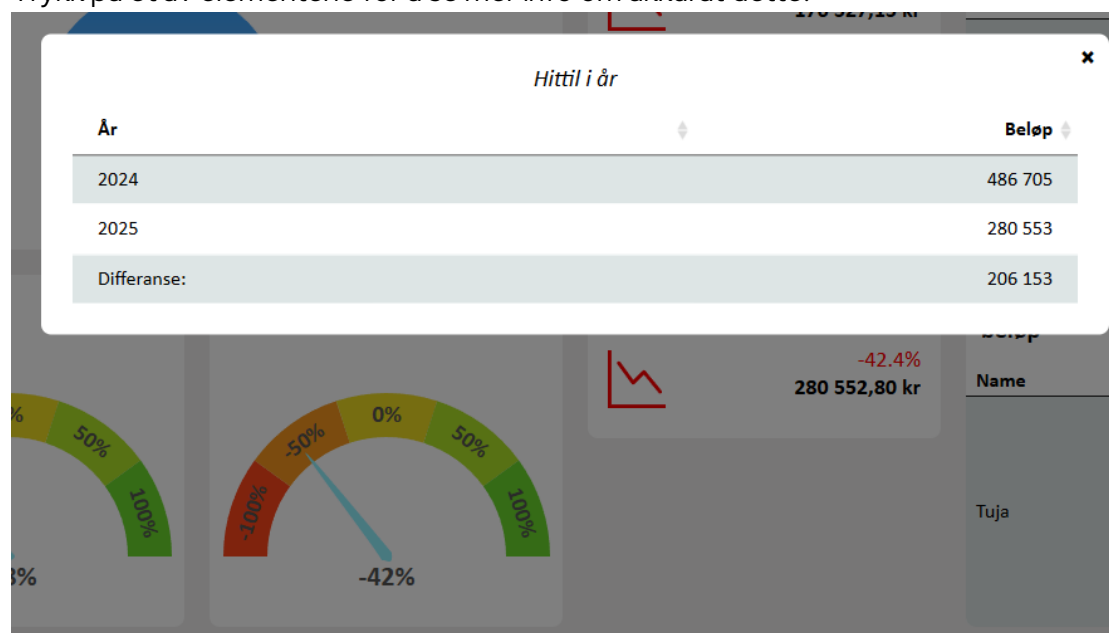 Hittil i år
År Beløp
2024 486 705
2025 280 553
Differanse: 206 153
-42.4%
280 552,80 kr
Name
Tuja
% 50% 100%
-100% -50% 0% 50% 100%
3%
-42%